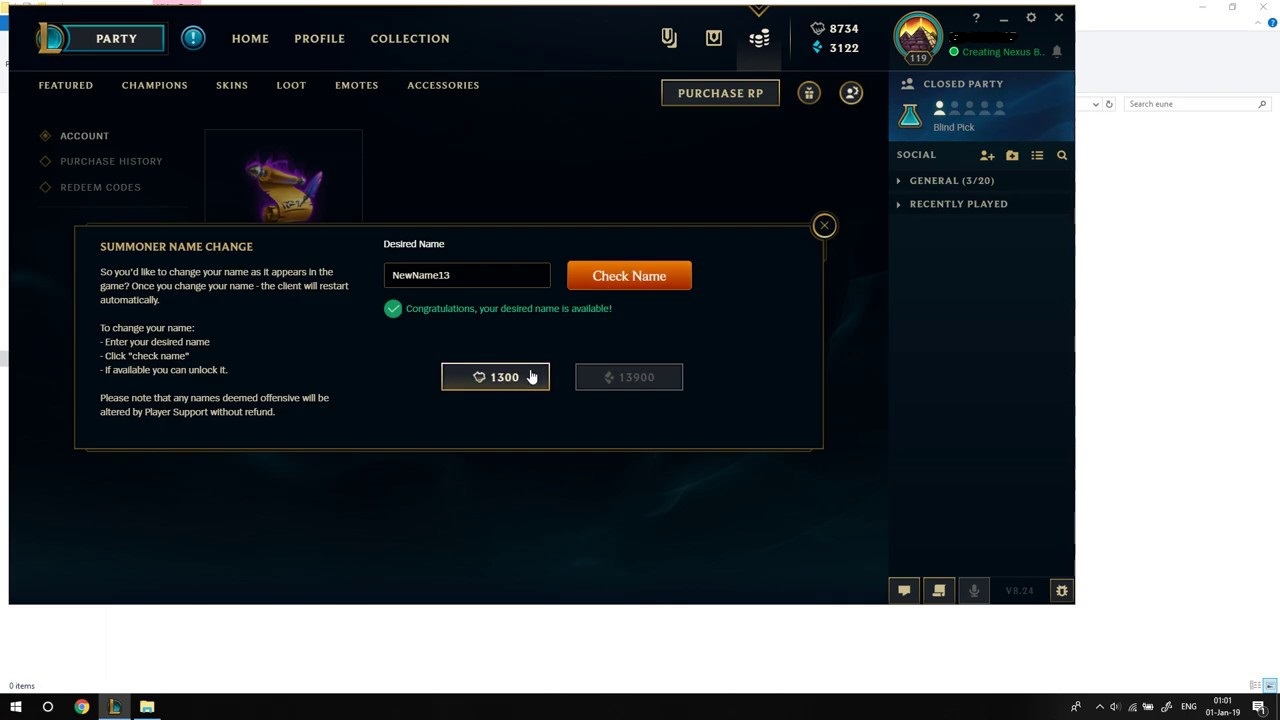 PARTY
HOME
PROFILE
COLLECTION
8734
3122
119
Creating Nexus B..
FEATURED
CHAMPIONS
SKINS
LOOT
EMOTES
ACCESSORIES
PURCHASE RP
CLOSED PARTY
Blind Pick
Search eune
ACCOUNT
PURCHASE HISTORY
REDEEM CODES
SOCIAL
GENERAL (3/20)
RECENTLY PLAYED
SUMMONER NAME CHANGE
So you'd like to change your name as it appears in the
game? Once you change your name - the client will restart
automatically.
To change your name:
- Enter your desired name
- Click "check name"
- If available you can unlock it.
Please note that any names deemed offensive will be
altered by Player Support without refund.
Desired Name
NewName13
Check Name
Congratulations, your desired name is available!
1300
13900
V8.24
0 items
ENG
01:01
01-Jan-19
1